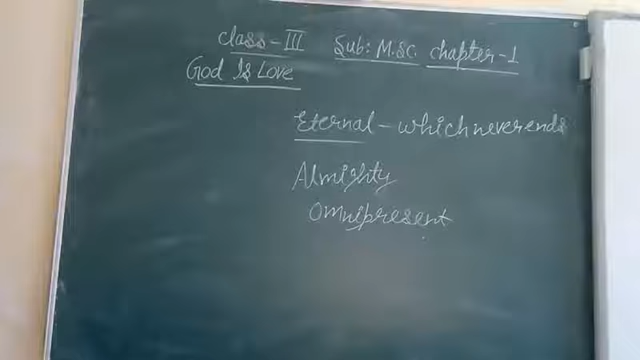 Class-III Sub: M.SC. Chapter-1
God Is Love
Eternal - which never ends
Almighty
Omnipresent